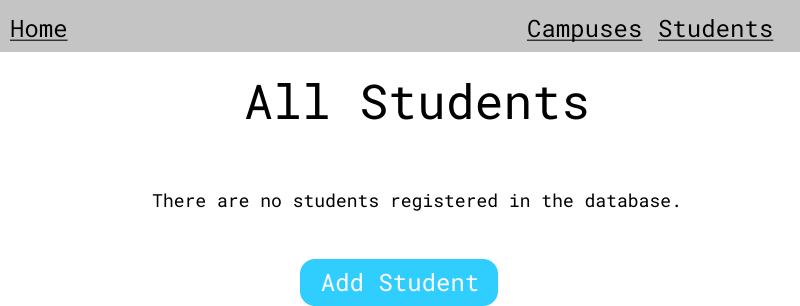 Home Campuses Students
All Students
There are no students registered in the database.
Add Student